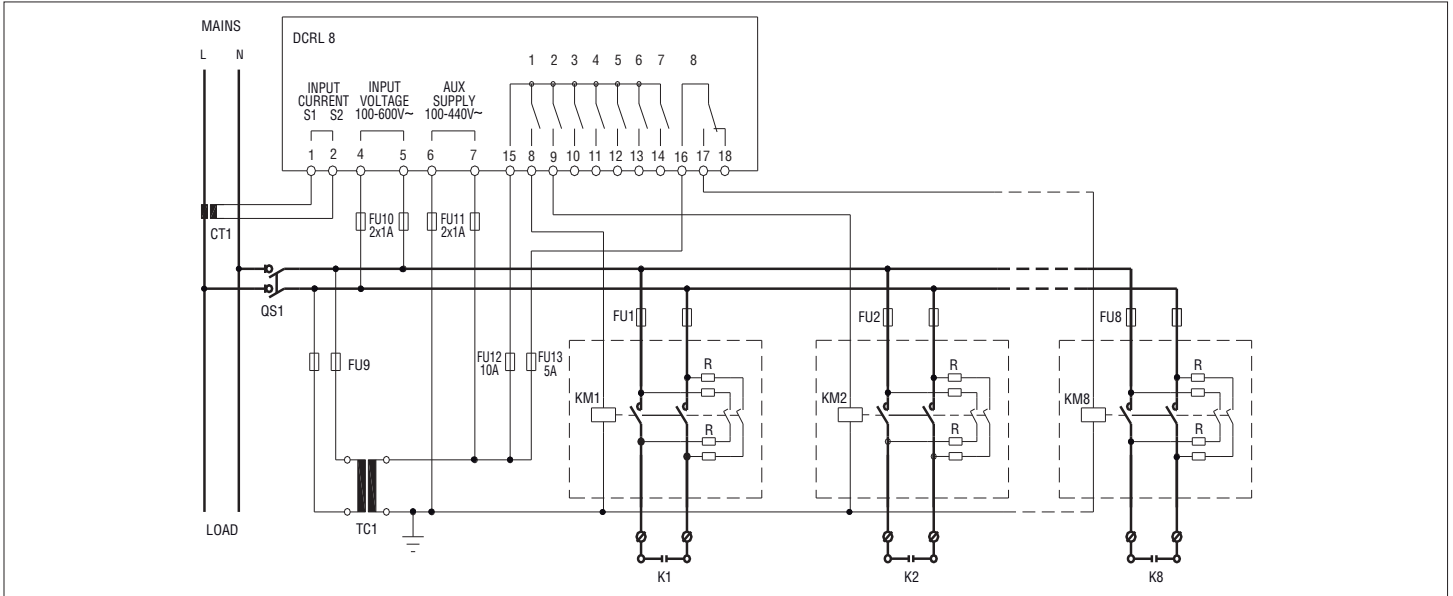 MAINS
L N
DCRL 8
INPUT CURRENT
S1 S2
INPUT VOLTAGE
100-600V~
AUX SUPPLY
100-440V~
1 2 3 4 5 6 7 8
1 2 4 5 6 7 15 8 9 10 11 12 13 14 16 17 18
CT1
FU10
2x1A
FU11
2x1A
QS1
FU9
FU12
10A
FU13
5A
FU1
FU2
FU8
R
R
R
KM1
KM2
KM8
R
R
R
LOAD
TC1
K1
K2
K8